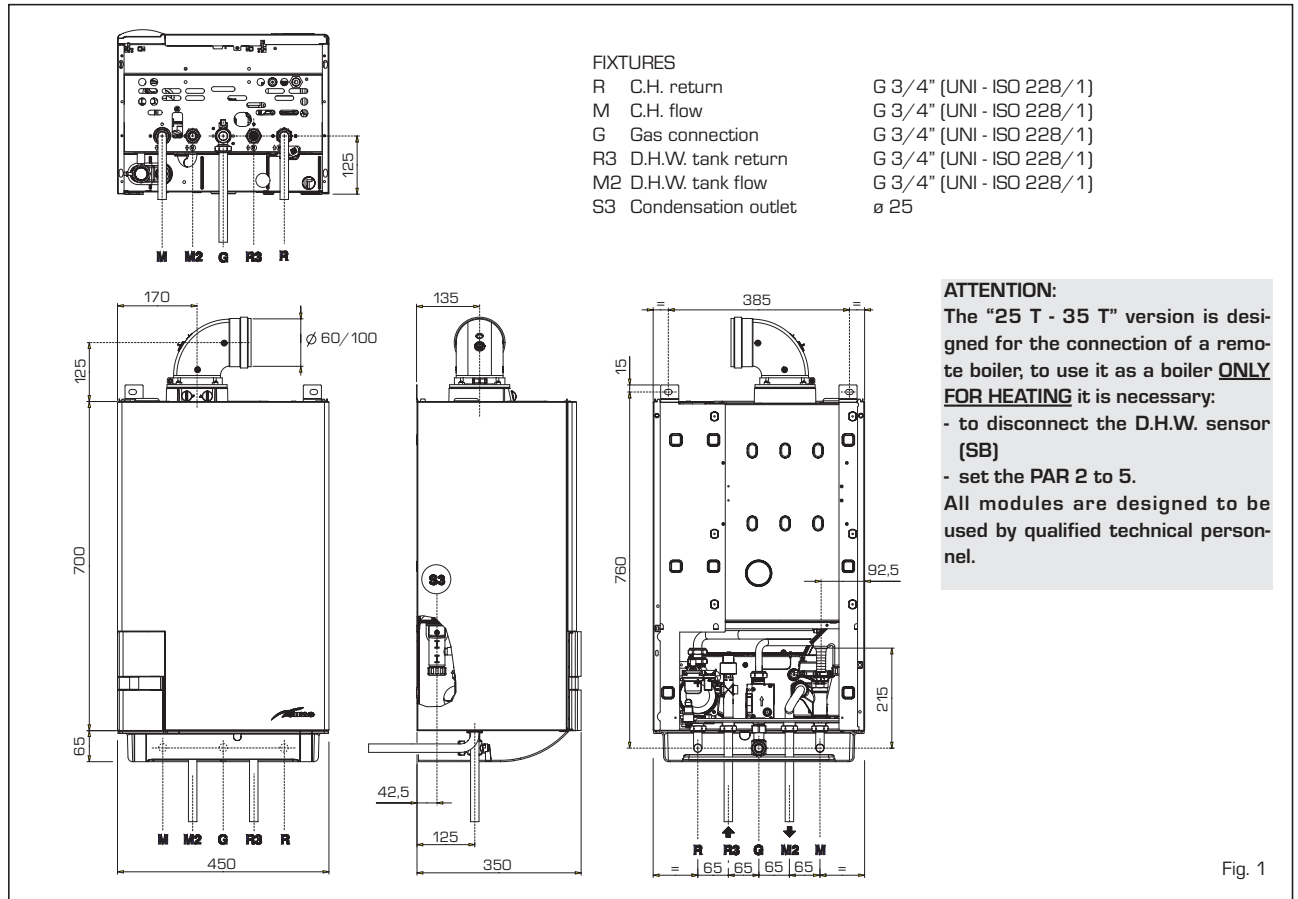 125
M M2 G R3 R
FIXTURES
R C.H. return G 3/4" (UNI - ISO 228/1)
M C.H. flow G 3/4" (UNI - ISO 228/1)
G Gas connection G 3/4" (UNI - ISO 228/1)
R3 D.H.W. tank return G 3/4" (UNI - ISO 228/1)
M2 D.H.W. tank flow G 3/4" (UNI - ISO 228/1)
S3 Condensation outlet ø 25
170
ø 60/100
125
700
65
M M2 G R3 R
450
135
S3
42,5
125
350
= 385 =
15
760
92,5
215
R R3 G M2 M
= 65 65 65 65 =
ATTENTION:
The “25 T - 35 T” version is desi-
gned for the connection of a remo-
te boiler, to use it as a boiler ONLY
FOR HEATING it is necessary:
- to disconnect the D.H.W. sensor
(SB)
- set the PAR 2 to 5.
All modules are designed to be
used by qualified technical person-
nel.
Fig. 1